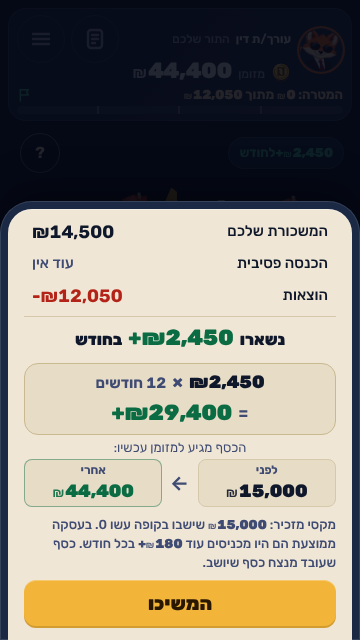 עורך/ת דין התור שלכם
מזומן ₪44,400
המטרה: ₪0 מתוך ₪12,050
?
+₪2,450לחודש
המשכורת שלכם ₪14,500
הכנסה פסיבית עוד אין
הוצאות -₪12,050
נשארו +₪2,450 בחודש
₪2,450 × 12 חודשים
= +₪29,400
הכסף מגיע למזומן עכשיו:
לפני ← אחרי
₪15,000 ₪44,400
מקסי מזכיר: ₪15,000 שישבו בקופה עשו 0. בעסקה
ממוצעת הם היו מכניסים עוד +₪180 בכל חודש. כסף
שעובד מנצח כסף שיושב.
המשיכו